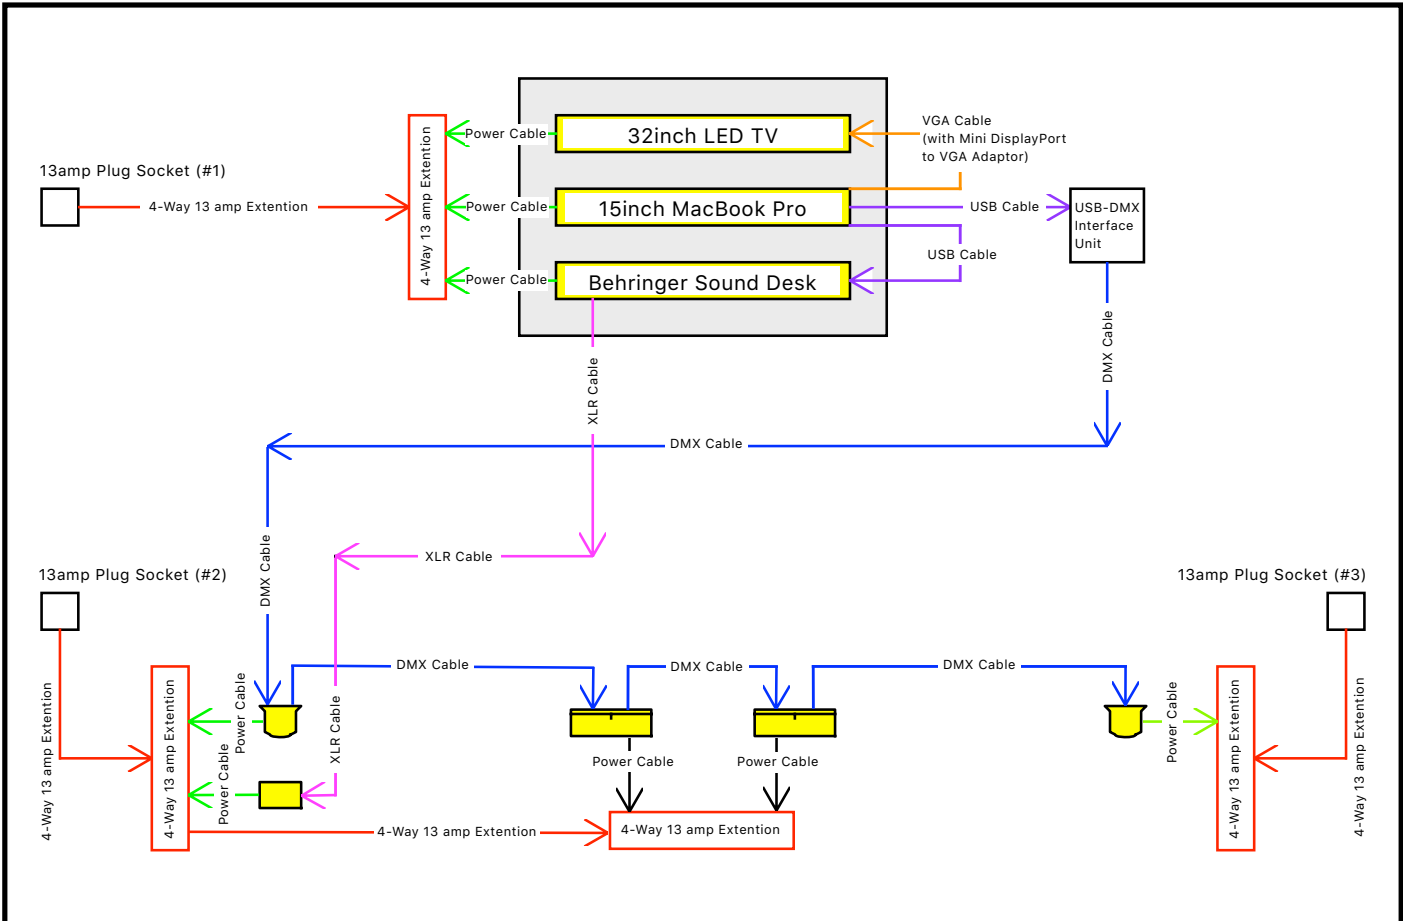 13amp Plug Socket (#1)
4-Way 13 amp Extention
4-Way 13 amp Extention
Power Cable
Power Cable
Power Cable
32inch LED TV
15inch MacBook Pro
Behringer Sound Desk
VGA Cable
(with Mini DisplayPort
to VGA Adaptor)
USB Cable
USB Cable
USB-DMX
Interface
Unit
DMX Cable
XLR Cable
DMX Cable
DMX Cable
XLR Cable
13amp Plug Socket (#2)
13amp Plug Socket (#3)
4-Way 13 amp Extention
4-Way 13 amp Extention
Power Cable
Power Cable
XLR Cable
DMX Cable
DMX Cable
DMX Cable
Power Cable
Power Cable
4-Way 13 amp Extention
4-Way 13 amp Extention
Power Cable
4-Way 13 amp Extention
4-Way 13 amp Extention